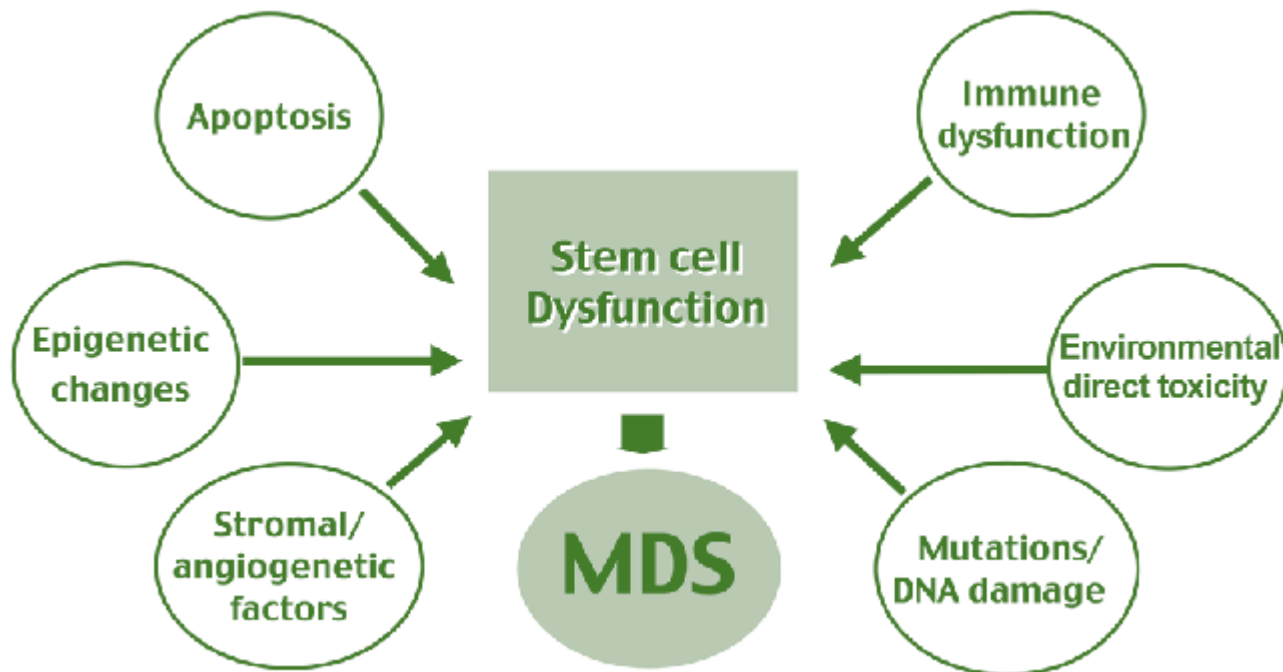 Apoptosis
Immune
dysfunction
Stem cell
Dysfunction
Epigenetic
changes
Environmental
direct toxicity
Stromal/
angiogenetic
factors
MDS
Mutations/
DNA damage